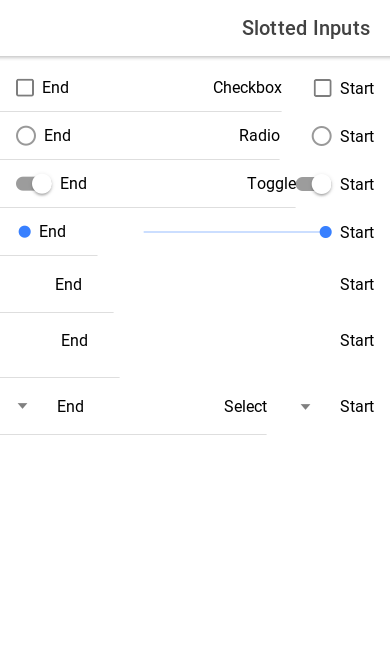 Slotted Inputs
Start Checkbox End
Start Radio End
Start Toggle End
Start End
Start End
Start End
Start Select End